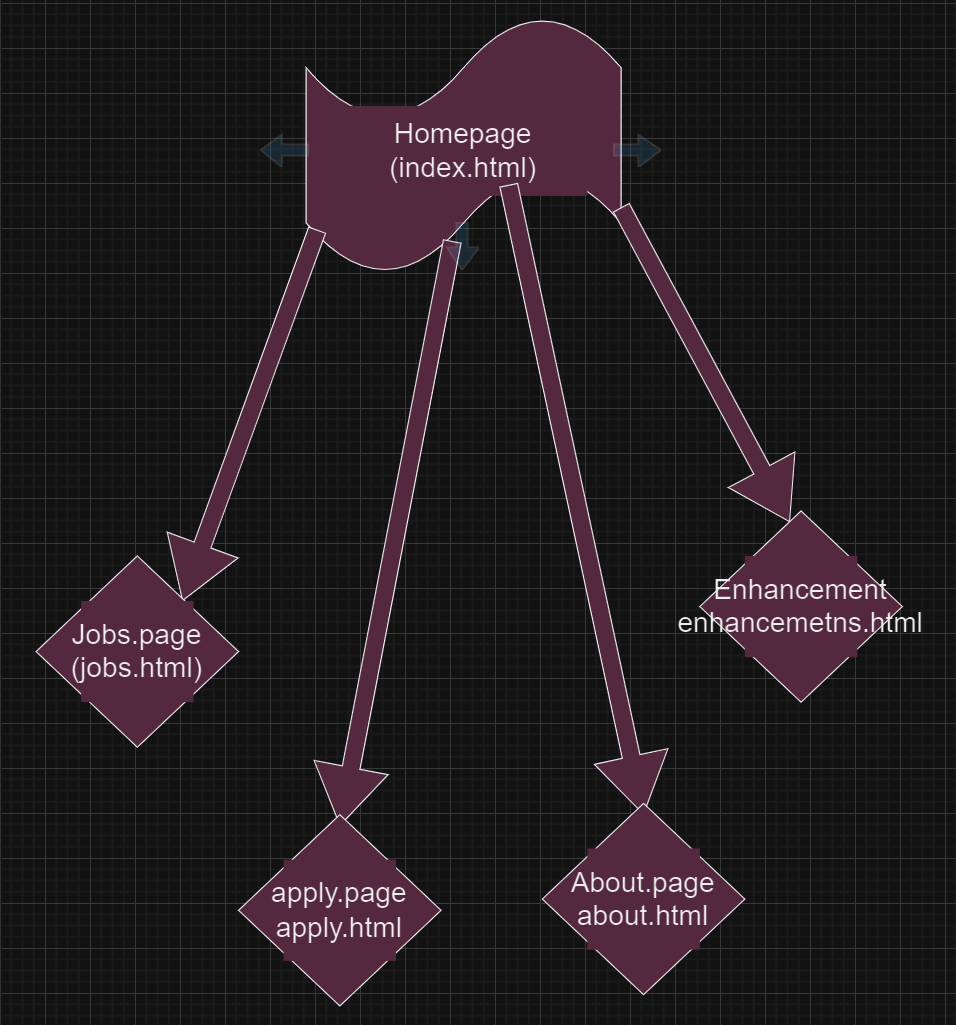 Homepage
(index.html)
Enhancement
enhancemetns.html
Jobs.page
(jobs.html)
About.page
about.html
apply.page
apply.html